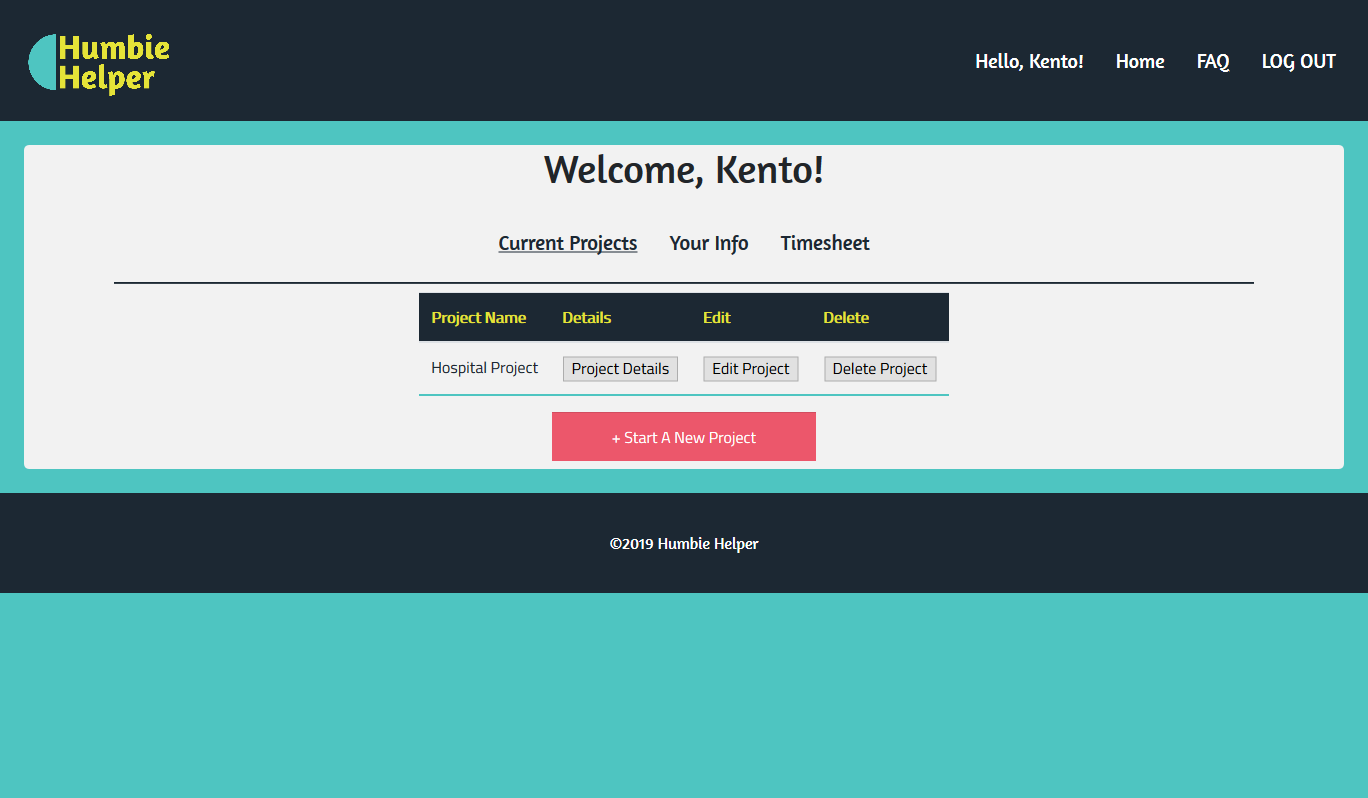 Humbie
Helper
Hello, Kento! Home FAQ LOG OUT
Welcome, Kento!
Current Projects Your Info Timesheet
Project Name Details Edit Delete
Hospital Project Project Details Edit Project Delete Project
+ Start A New Project
©2019 Humbie Helper